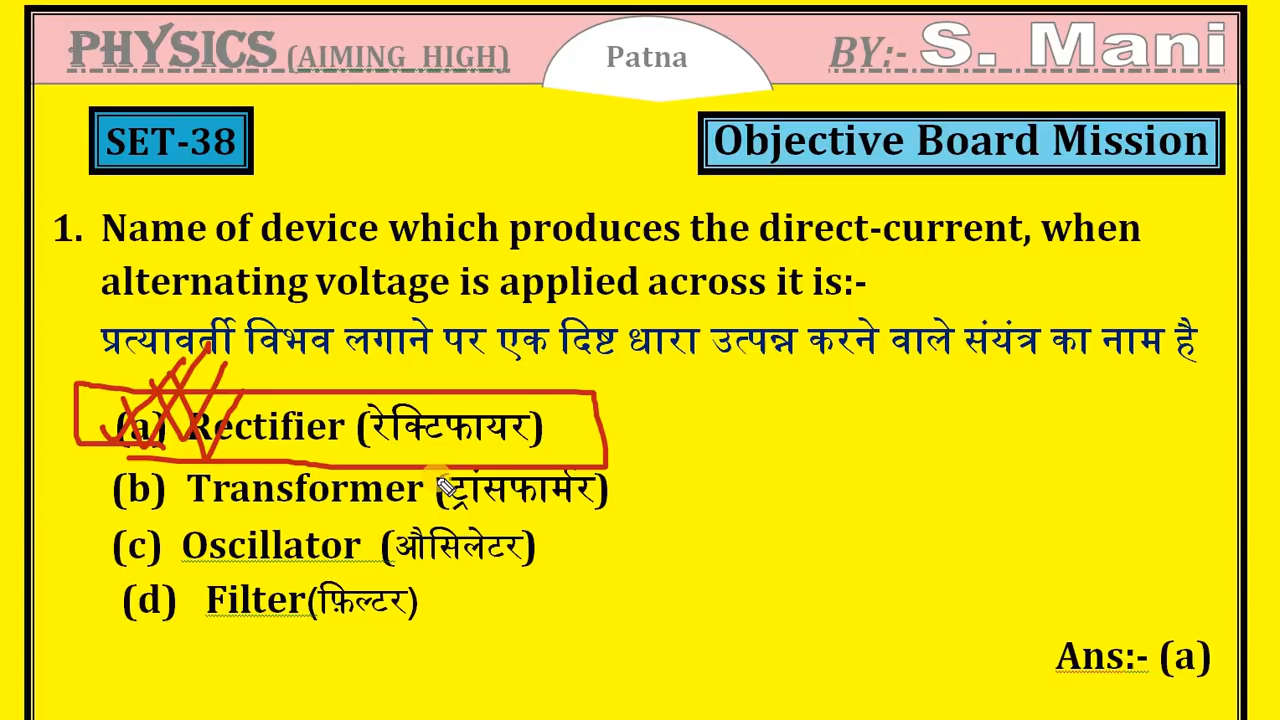 PHYSICS (AIMING HIGH) Patna BY:- S. Mani
SET-38 Objective Board Mission
1. Name of device which produces the direct-current, when
alternating voltage is applied across it is:-
प्रत्यावर्ती विभव लगाने पर एक दिष्ट धारा उत्पन्न करने वाले संयंत्र का नाम है
(a) Rectifier (रेक्टिफायर)
(b) Transformer (ट्रांसफार्मर)
(c) Oscillator (औसिलेटर)
(d) Filter(फ़िल्टर)
Ans:- (a)